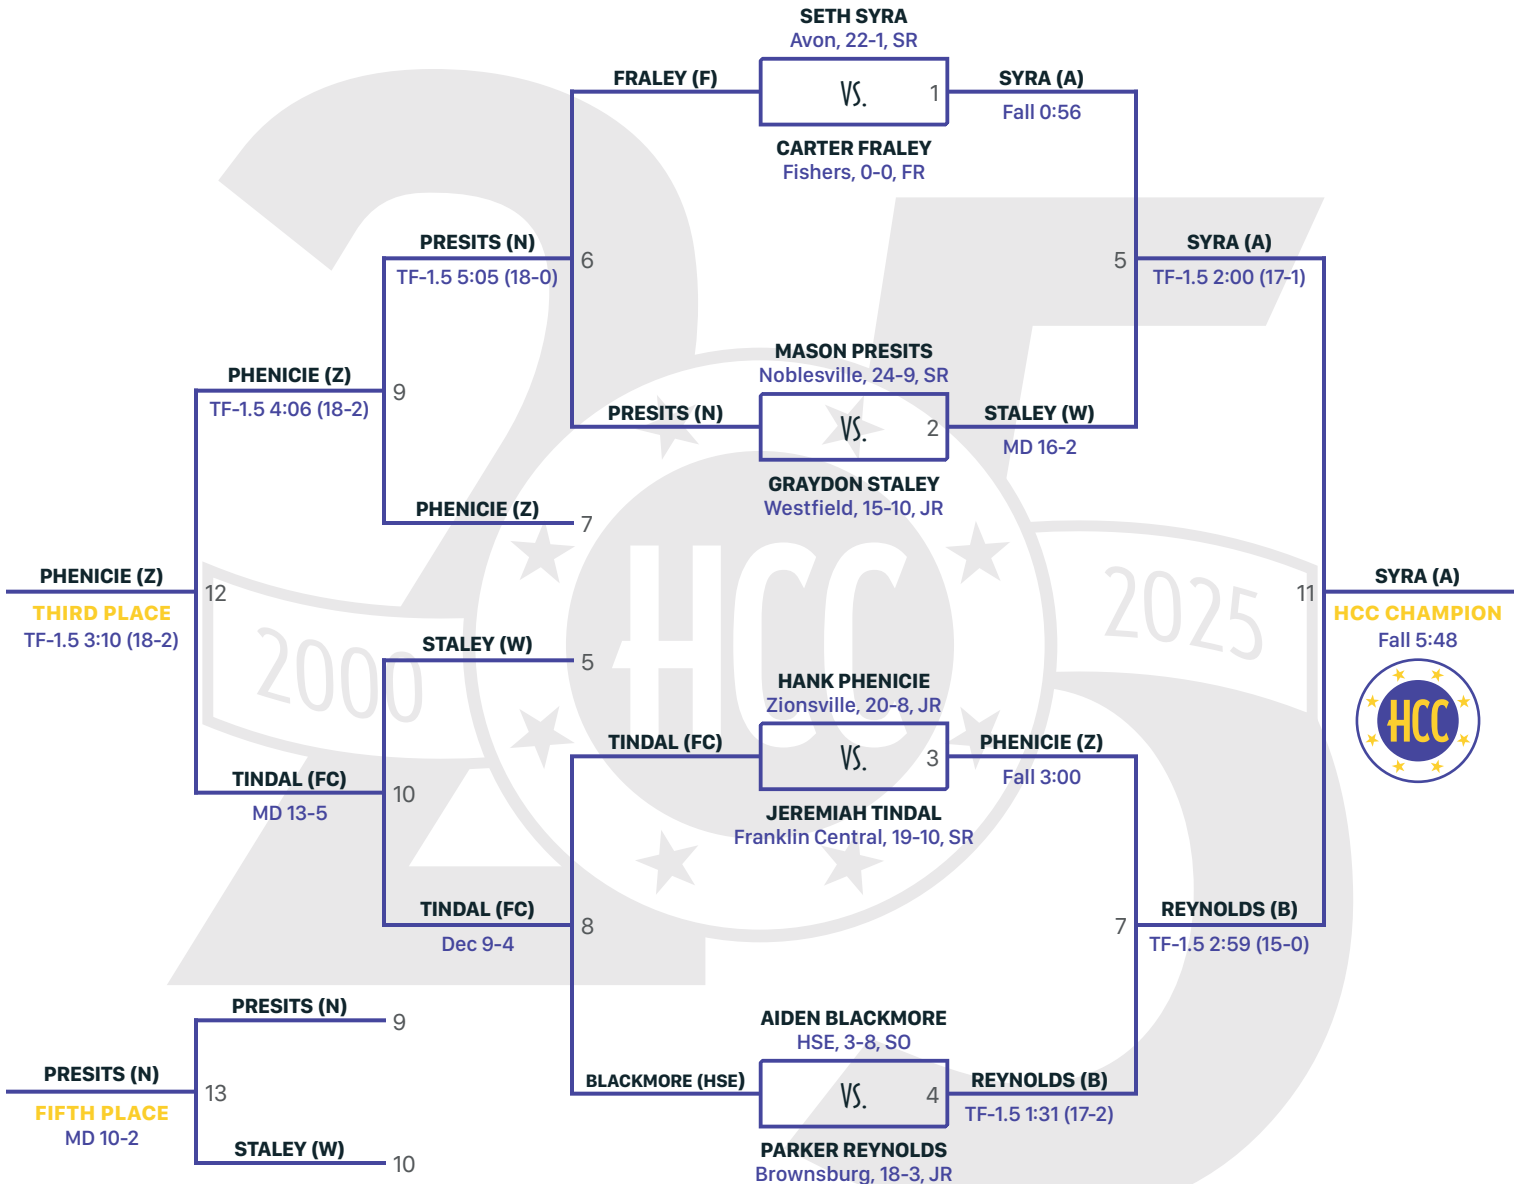 SETH SYRA
Avon, 22-1, SR
FRALEY (F)
VS.
1
SYRA (A)
Fall 0:56
CARTER FRALEY
Fishers, 0-0, FR
PRESITS (N)
TF-1.5 5:05 (18-0)
6
5
SYRA (A)
TF-1.5 2:00 (17-1)
MASON PRESITS
Noblesville, 24-9, SR
PHENICIE (Z)
TF-1.5 4:06 (18-2)
9
PRESITS (N)
VS.
2
STALEY (W)
MD 16-2
GRAYDON STALEY
Westfield, 15-10, JR
PHENICIE (Z)
7
PHENICIE (Z)
THIRD PLACE
TF-1.5 3:10 (18-2)
12
2000
HCC
2025
11
SYRA (A)
HCC CHAMPION
Fall 5:48
HCC
STALEY (W)
5
HANK PHENICIE
Zionsville, 20-8, JR
TINDAL (FC)
VS.
3
PHENICIE (Z)
Fall 3:00
TINDAL (FC)
MD 13-5
10
JEREMIAH TINDAL
Franklin Central, 19-10, SR
TINDAL (FC)
Dec 9-4
8
7
REYNOLDS (B)
TF-1.5 2:59 (15-0)
PRESITS (N)
9
AIDEN BLACKMORE
HSE, 3-8, SO
PRESITS (N)
FIFTH PLACE
MD 10-2
13
BLACKMORE (HSE)
VS.
4
REYNOLDS (B)
TF-1.5 1:31 (17-2)
STALEY (W)
10
PARKER REYNOLDS
Brownsburg, 18-3, JR
25